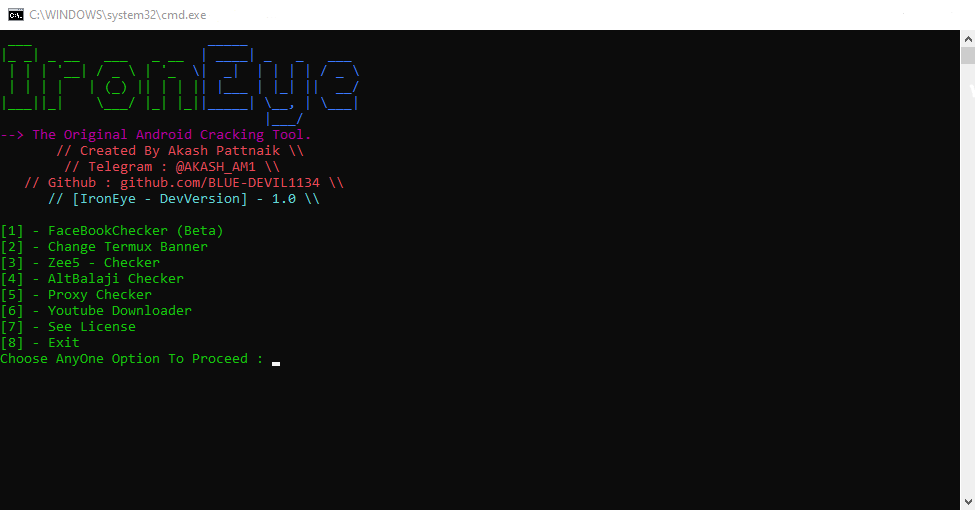 C:\WINDOWS\system32\cmd.exe
IronEye
--> The Original Android Cracking Tool.
// Created By Akash Pattnaik \\
// Telegram : @AKASH_AM1 \\
// Github : github.com/BLUE-DEVIL1134 \\
// [IronEye - DevVersion] - 1.0 \\
[1] - FaceBookChecker (Beta)
[2] - Change Termux Banner
[3] - Zee5 - Checker
[4] - AltBalaji Checker
[5] - Proxy Checker
[6] - Youtube Downloader
[7] - See License
[8] - Exit
Choose AnyOne Option To Proceed : _